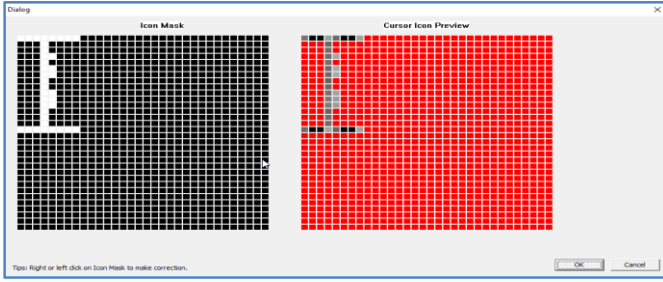 Dialog
Icon Mask
Cursor Icon Preview
Tips: Right or left click on Icon Mask to make correction.
OK
Cancel